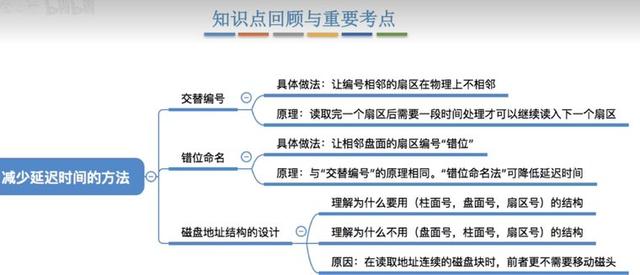 知识点回顾与重要考点
减少延迟时间的方法
交替编号
具体做法：让编号相邻的扇区在物理上不相邻
原理：读取完一个扇区后需要一段时间处理才可以继续读入下一个扇区
错位命名
具体做法：让相邻盘面的扇区编号“错位”
原理：与“交替编号”的原理相同。“错位命名法”可降低延迟时间
磁盘地址结构的设计
理解为什么要用（柱面号，盘面号，扇区号）的结构
理解为什么不用（盘面号，柱面号，扇区号）的结构
原因：在读取地址连续的磁盘块时，前者更不需要移动磁头